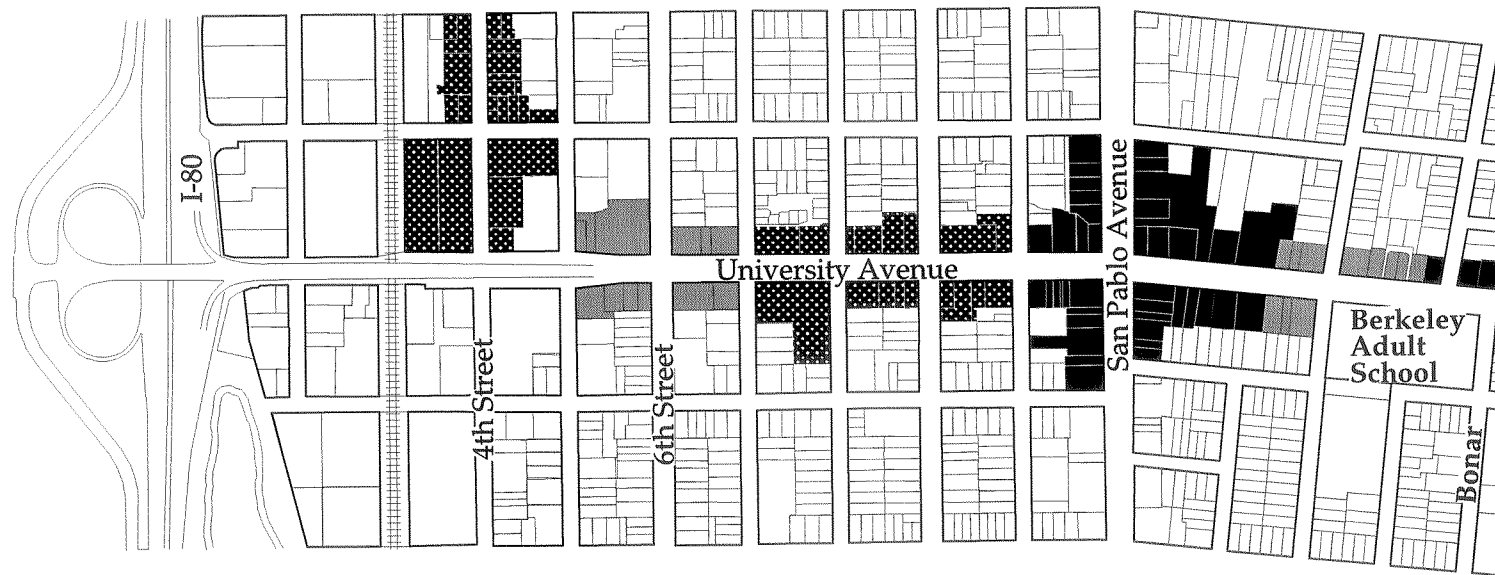 I-80
University Avenue
San Pablo Avenue
4th Street
6th Street
Berkeley
Adult
School
Bonar